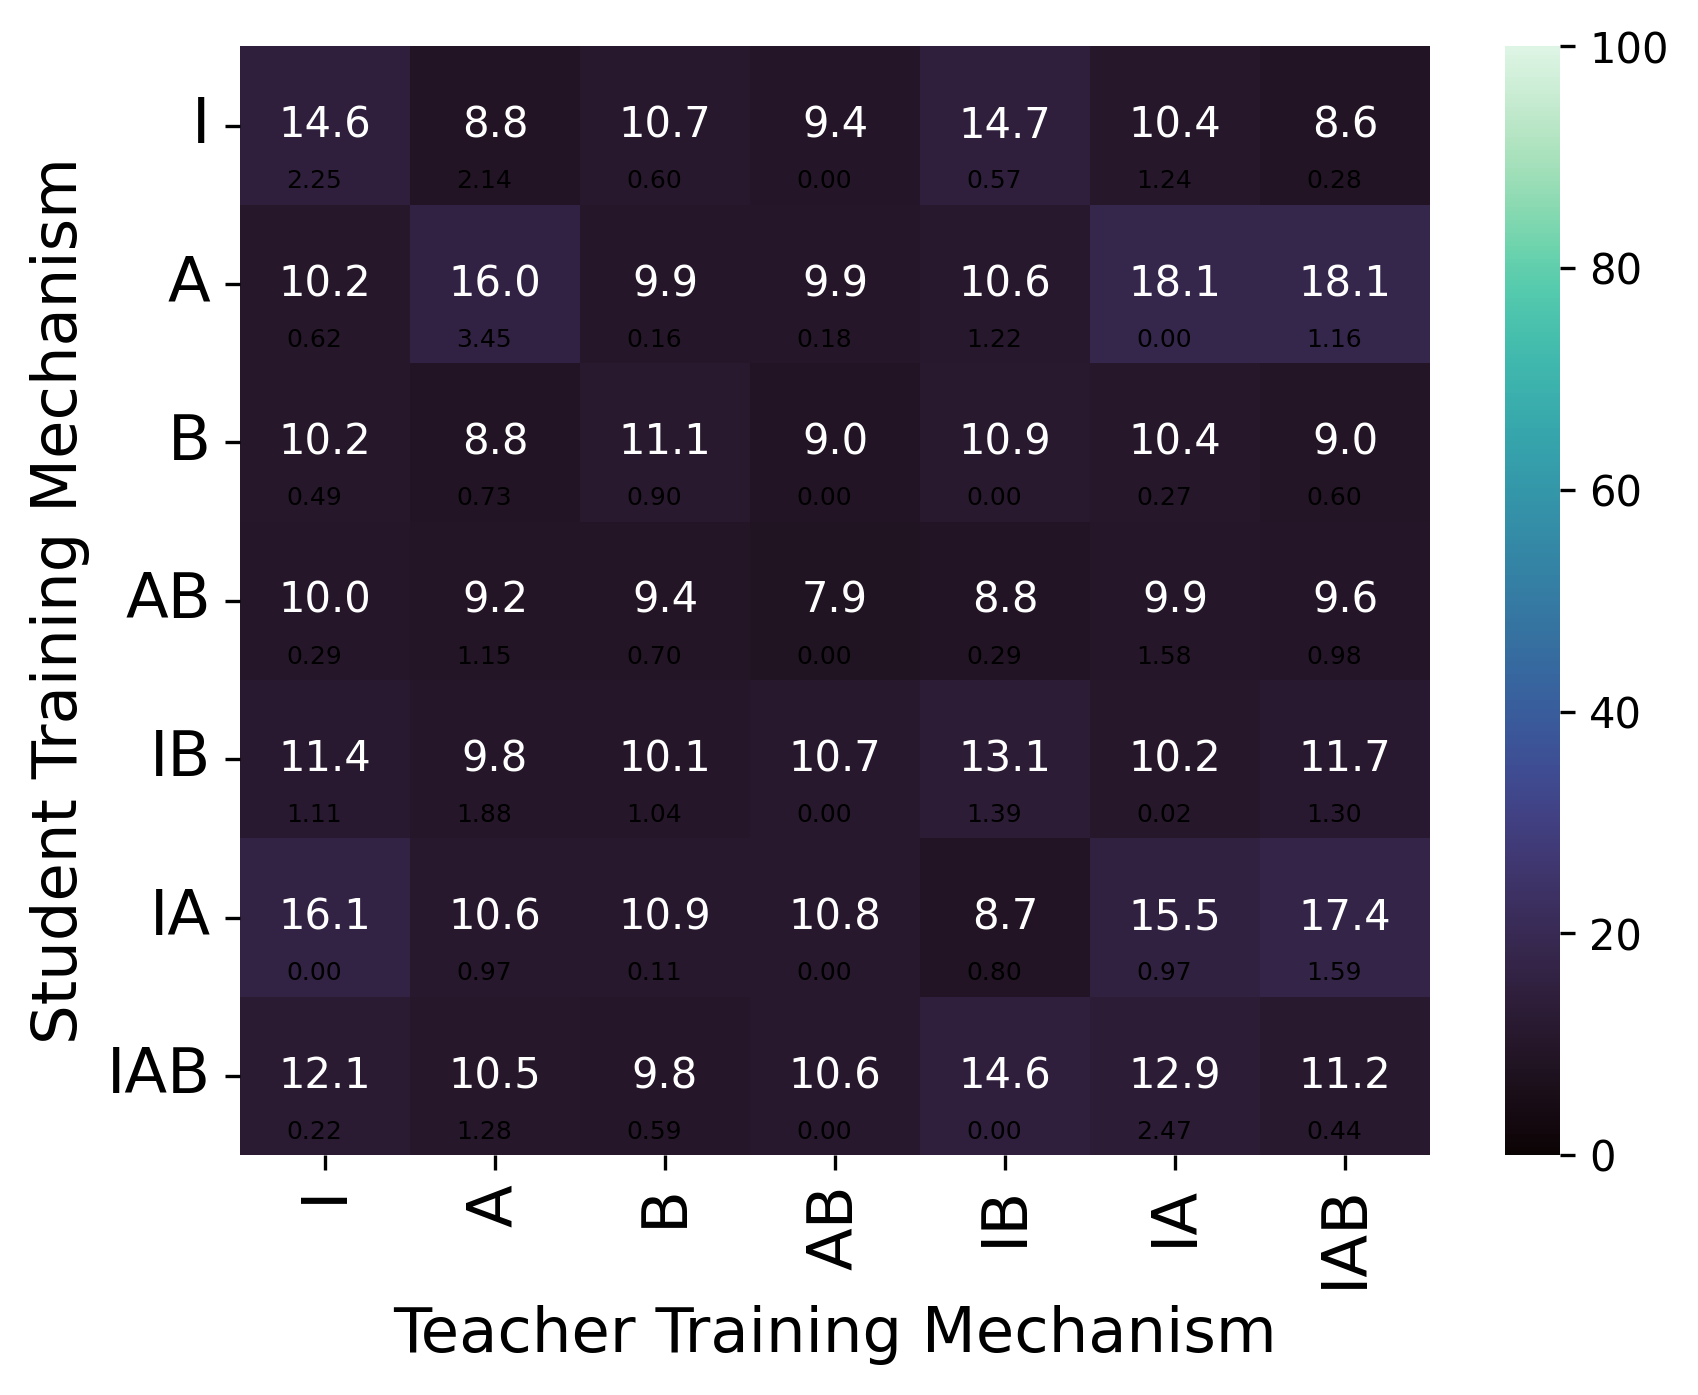 Student Training Mechanism
I 14.6 8.8 10.7 9.4 14.7 10.4 8.6
2.25 2.14 0.60 0.00 0.57 1.24 0.28
A 10.2 16.0 9.9 9.9 10.6 18.1 18.1
0.62 3.45 0.16 0.18 1.22 0.00 1.16
B 10.2 8.8 11.1 9.0 10.9 10.4 9.0
0.49 0.73 0.90 0.00 0.00 0.27 0.60
AB 10.0 9.2 9.4 7.9 8.8 9.9 9.6
0.29 1.15 0.70 0.00 0.29 1.58 0.98
IB 11.4 9.8 10.1 10.7 13.1 10.2 11.7
1.11 1.88 1.04 0.00 1.39 0.02 1.30
IA 16.1 10.6 10.9 10.8 8.7 15.5 17.4
0.00 0.97 0.11 0.00 0.80 0.97 1.59
IAB 12.1 10.5 9.8 10.6 14.6 12.9 11.2
0.22 1.28 0.59 0.00 0.00 2.47 0.44
I A B AB IB IA IAB
Teacher Training Mechanism
100
80
60
40
20
0